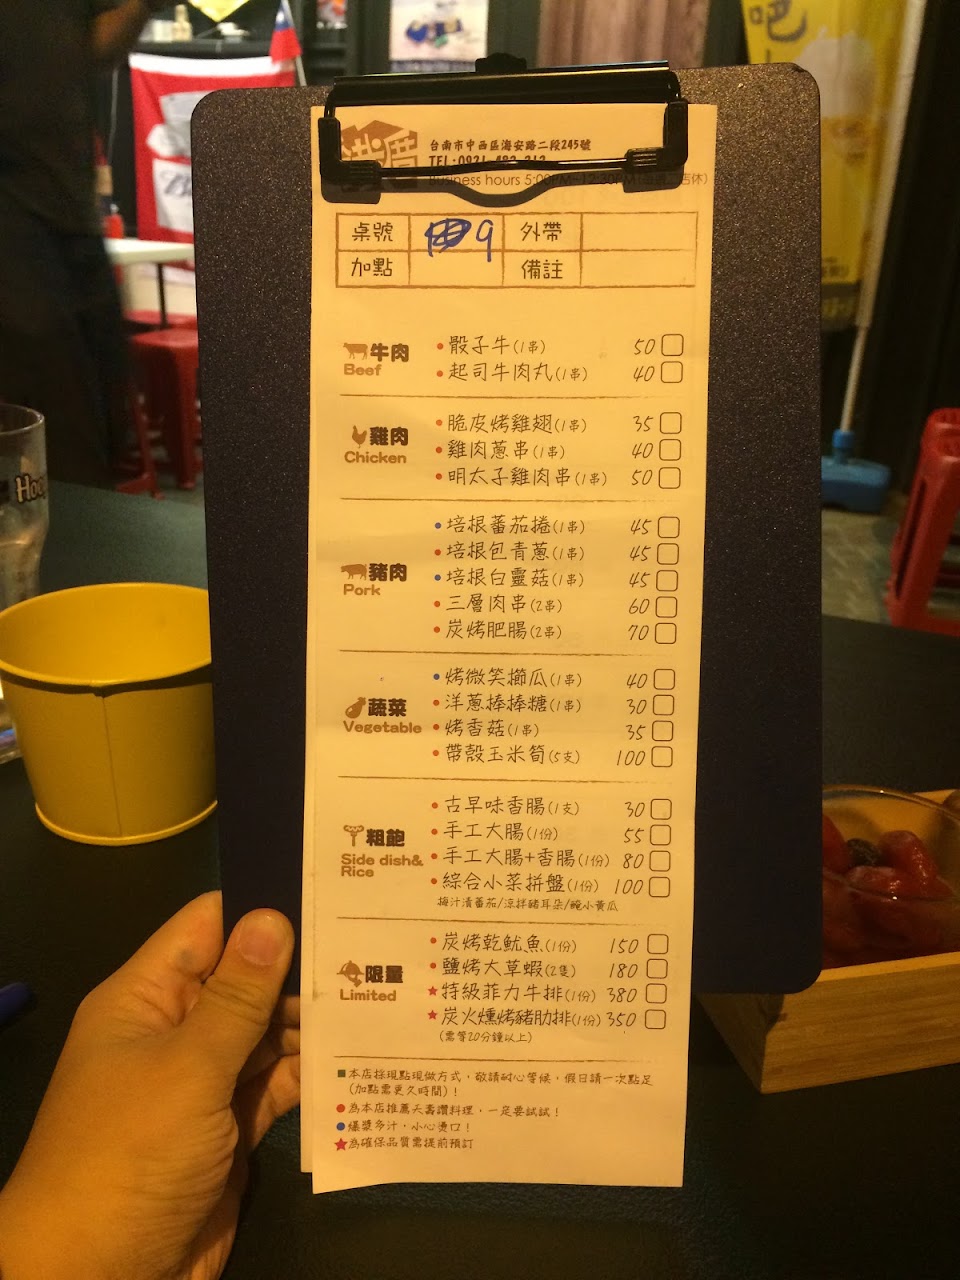 吧
台南市中西區海安路二段245號
TEL:0931-482-312
Business hours 5:00PM
店休)
桌號 9 外帶
加點 備註
牛肉
Beef
• 骰子牛(1串) 50
• 起司牛肉丸(1串) 40
雞肉
Chicken
• 脆皮烤雞翅(1串) 35
• 雞肉蔥串(1串) 40
• 明太子雞肉串(1串) 50
豬肉
Pork
• 培根蕃茄捲(1串) 45
• 培根包青蔥(1串) 45
• 培根白靈菇(1串) 45
• 三層肉串(2串) 60
• 炭烤肥腸(2串) 70
蔬菜
Vegetable
• 烤微笑櫛瓜(1串) 40
• 洋蔥捧捧糖(1串) 30
• 烤香菇(1串) 35
• 帶殼玉米筍(5支) 100
粗飽
Side dish&
Rice
• 古早味香腸(1支) 30
• 手工大腸(1份) 55
• 手工大腸+香腸(1份) 80
• 綜合小菜拼盤(1份) 100
梅汁漬蕃茄/涼拌豬耳朵/醃小黃瓜
限量
Limited
• 炭烤乾魷魚(1份) 150
• 鹽烤大草蝦(2隻) 180
★ 特級菲力牛排(1份) 380
★ 炭火燻烤豬肋排(1份) 350
(需等20分鐘以上)
■ 本店採現點現做方式，敬請耐心等候，假日請一次點足
(加點需更久時間)！
● 為本店推薦夭壽讚料理，一定要試試！
● 爆漿多汁，小心燙口！
★ 為確保品質需提前預訂